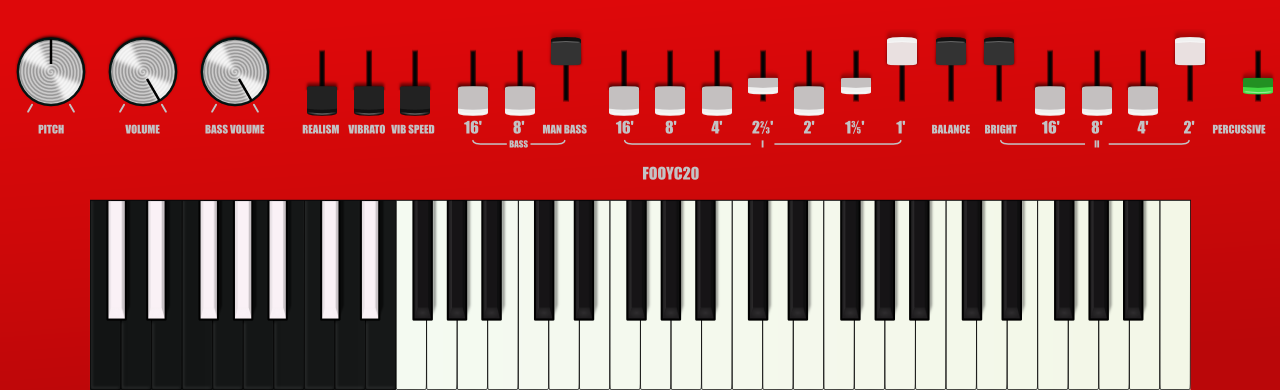 PITCH VOLUME BASS VOLUME REALISM VIBRATO VIB SPEED 16' 8' MAN BASS 16' 8' 4' 2⅔' 2' 1⅗' 1' BALANCE BRIGHT 16' 8' 4' 2' PERCUSSIVE
BASS I II
FOOYC20